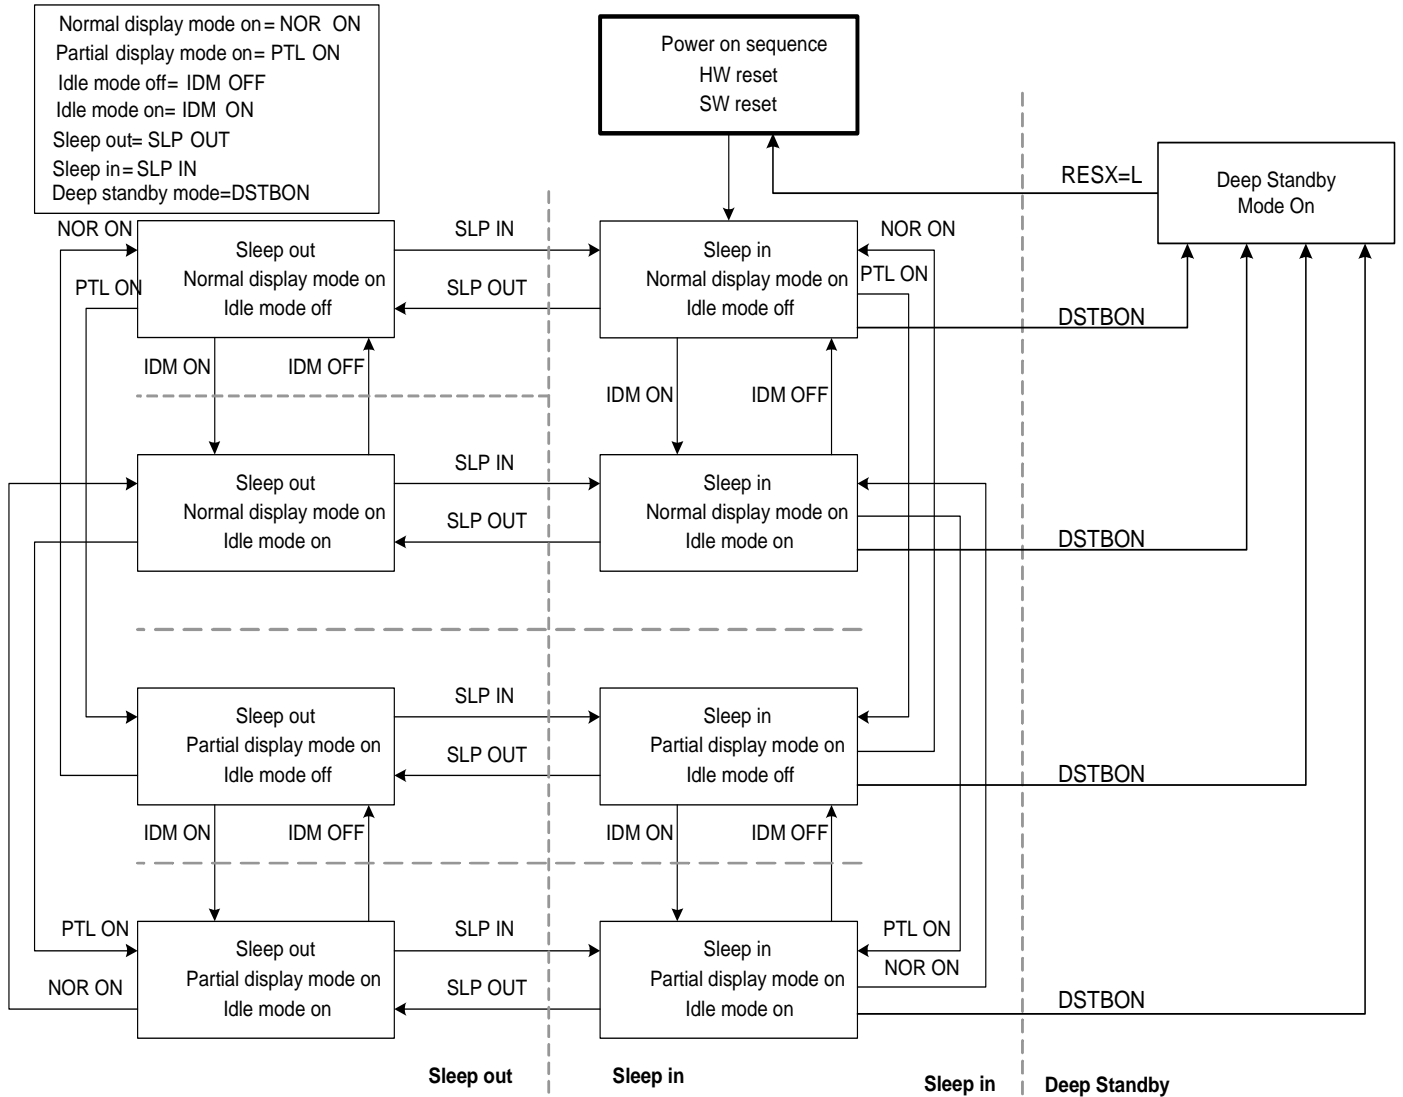 Normal display mode on= NOR ON
Partial display mode on= PTL ON
Idle mode off= IDM OFF
Idle mode on= IDM ON
Sleep out= SLP OUT
Sleep in= SLP IN
Deep standby mode=DSTBON
Power on sequence
HW reset
SW reset
RESX=L
Deep Standby
Mode On
NOR ON
PTL ON
Sleep out
Normal display mode on
Idle mode off
SLP IN
SLP OUT
Sleep in
Normal display mode on
Idle mode off
NOR ON
PTL ON
DSTBON
IDM ON
IDM OFF
IDM ON
IDM OFF
Sleep out
Normal display mode on
Idle mode on
SLP IN
SLP OUT
Sleep in
Normal display mode on
Idle mode on
DSTBON
Sleep out
Partial display mode on
Idle mode off
SLP IN
SLP OUT
Sleep in
Partial display mode on
Idle mode off
DSTBON
IDM ON
IDM OFF
IDM ON
IDM OFF
PTL ON
NOR ON
Sleep out
Partial display mode on
Idle mode on
SLP IN
SLP OUT
Sleep in
Partial display mode on
Idle mode on
PTL ON
NOR ON
DSTBON
Sleep out
Sleep in
Sleep in
Deep Standby